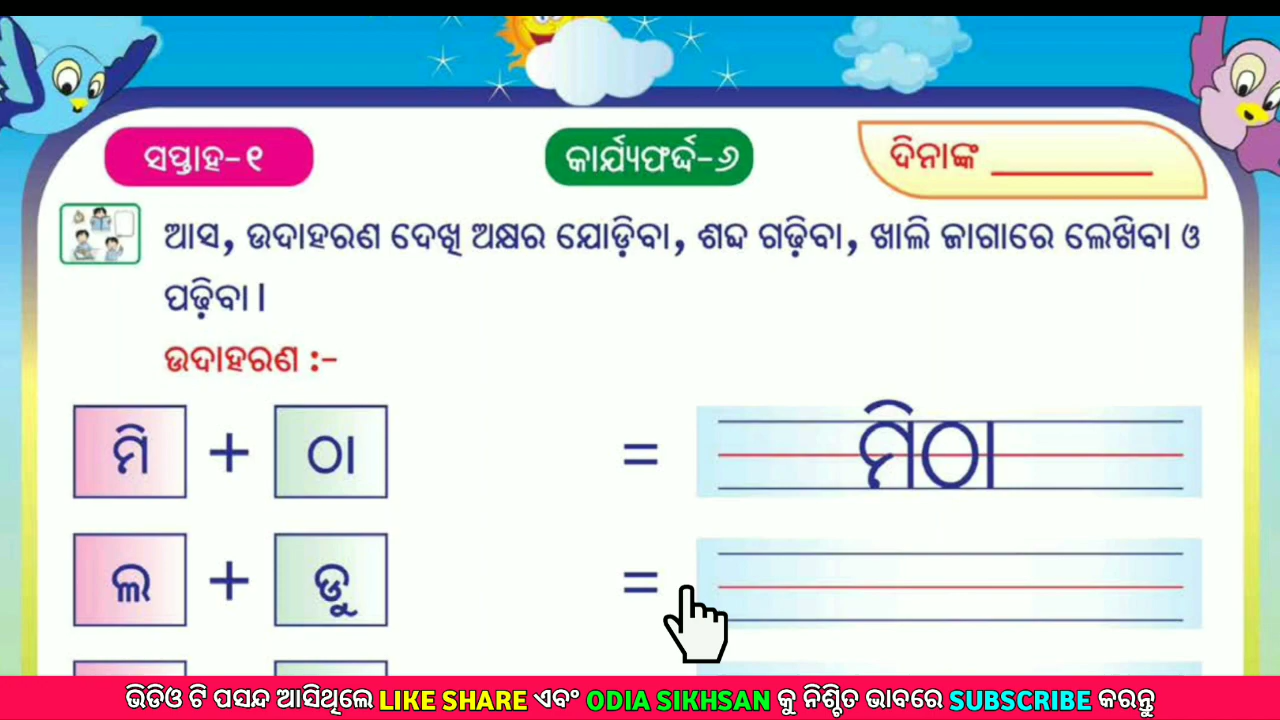 ସପ୍ତାହ-୧
କାର୍ଯ୍ୟଫର୍ଦ୍ଦ-୬
ଦିନାଙ୍କ
ଆସ, ଉଦାହରଣ ଦେଖି ଅକ୍ଷର ଯୋଡ଼ିବା, ଶବ୍ଦ ଗଢ଼ିବା, ଖାଲି ଜାଗାରେ ଲେଖିବା ଓ
ପଢ଼ିବା।
ଉଦାହରଣ :-
ମି + ଠା = ମିଠା
ଲ + ଡୁ =
ଭିଡିଓ ଟି ପସନ୍ଦ ଆସିଥିଲେ LIKE SHARE ଏବଂ ODIA SIKHSAN କୁ ନିଶ୍ଚିତ ଭାବରେ SUBSCRIBE କରନ୍ତୁ